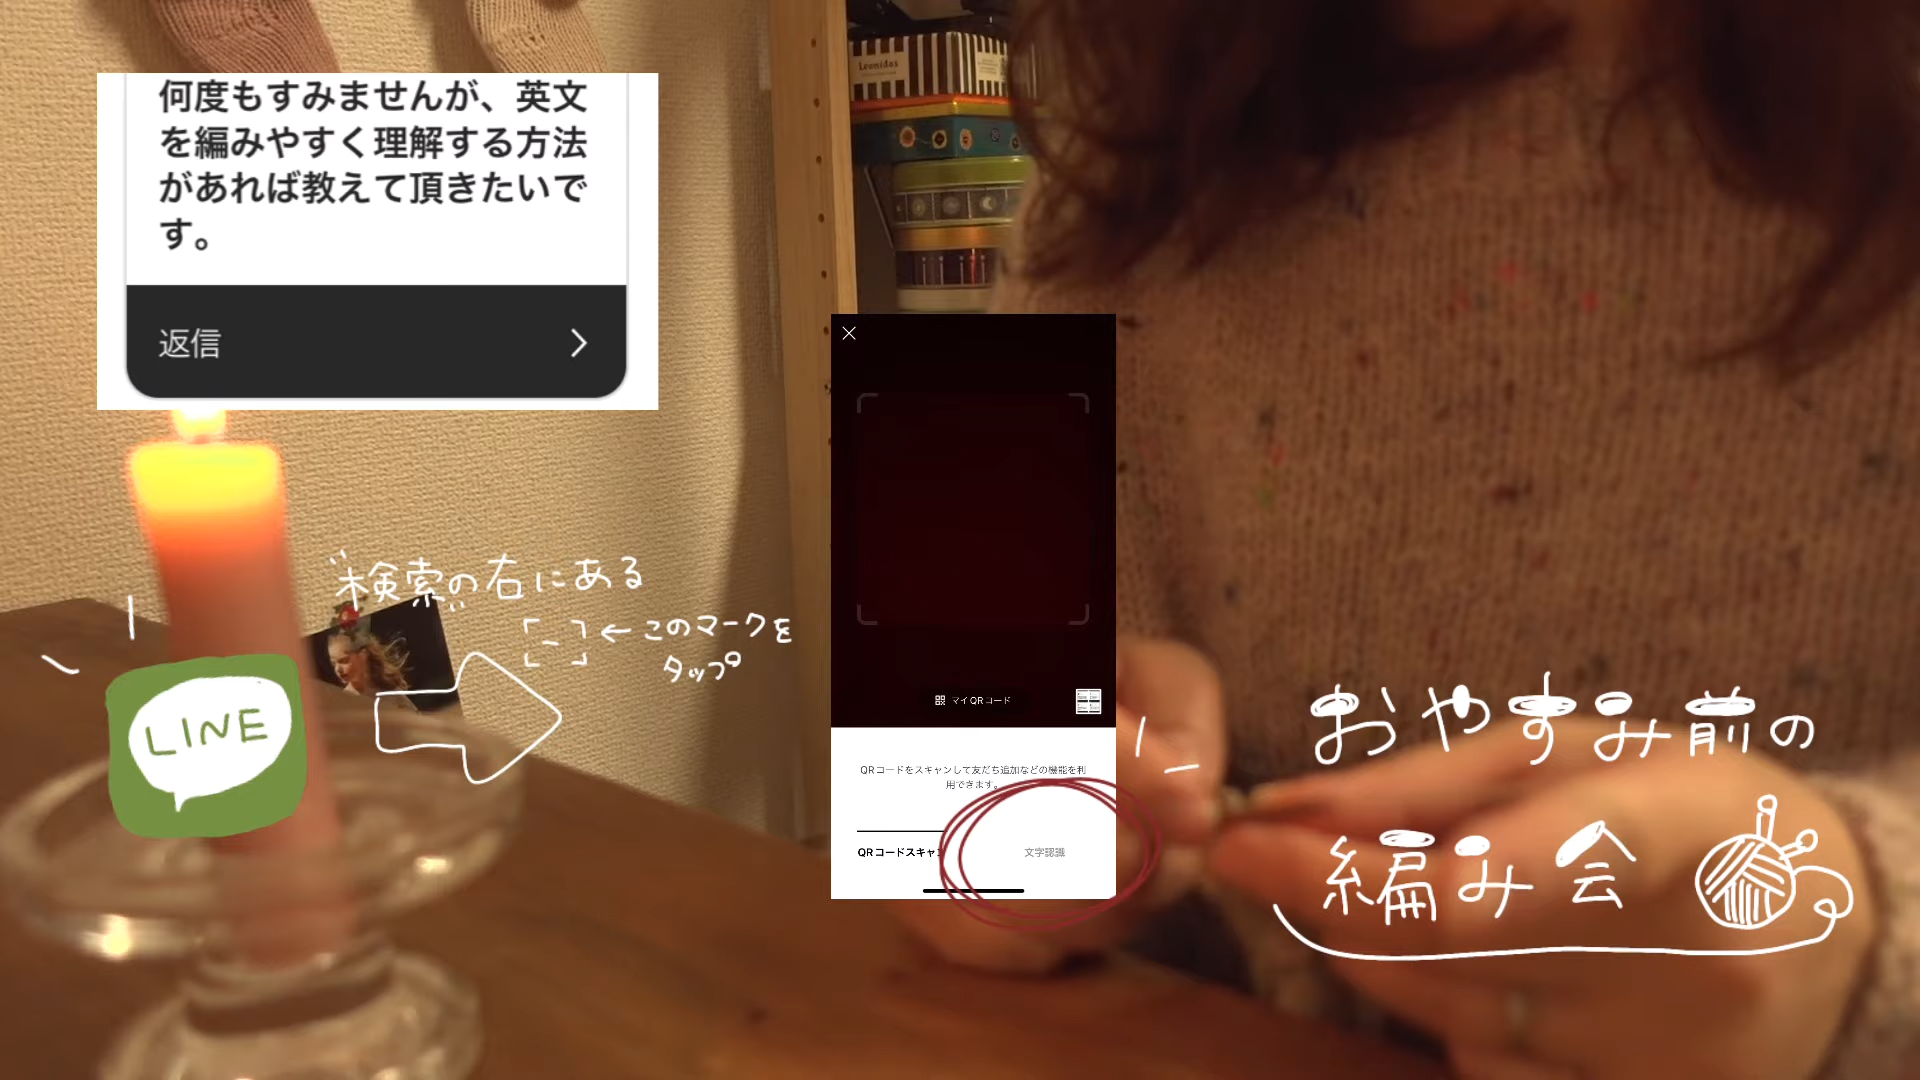 何度もすみませんが、英文
を編みやすく理解する方法
があれば教えて頂きたいで
す。
返信
Leonidas
"検索"の右にある
[-]←このマークを
タップ
LINE
マイQRコード
QRコードをスキャンして友だち追加などの機能を利
用できます。
QRコードスキャン
文字認識
おやすみ前の
編み会